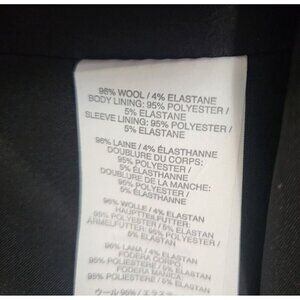 96% WOOL / 4% ELASTANE
BODY LINING: 95% POLYESTER /
5% ELASTANE
SLEEVE LINING: 95% POLYESTER /
5% ELASTANE
96% LAINE / 4% ÉLASTHANNE
DOUBLURE DU CORPS:
95% POLYESTER /
5% ÉLASTHANNE
DOUBLURE DE LA MANCHE:
95% POLYESTER /
5% ÉLASTHANNE
96% WOLLE / 4% ELASTAN
HAUPTTEILFUTTER:
95% POLYESTER / 5% ELASTAN
ÄRMELFUTTER: 95% POLYESTER /
5% ELASTAN
96% LANA / 4% ELASTAN
FODERA CORPO:
95% POLIESTERE / 5% ELASTAN
FODERA MANICA:
95% POLIESTERE / 5% ELASTAN